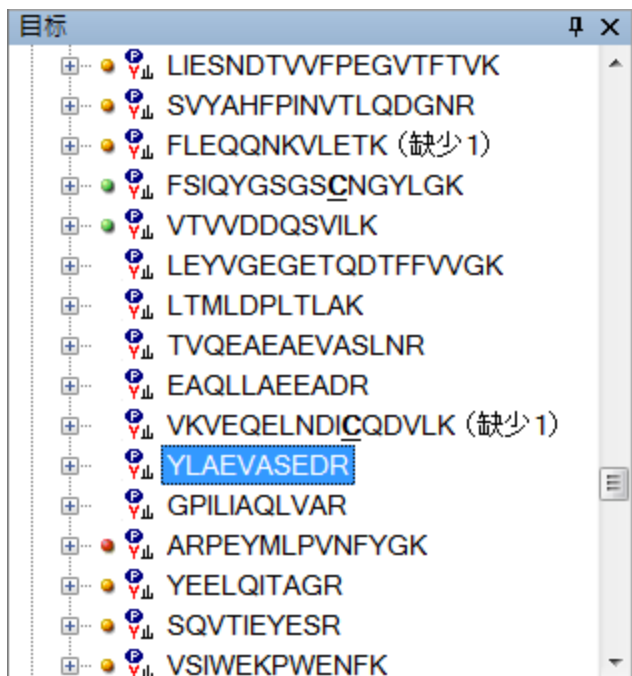 目标
LIESNDTVVFPEGVTFTVK
SVYAHFPINVTLQDGNR
FLEQQNKVLETK (缺少 1)
FSIQYGSGSCNGYLGK
VTVVDDQSVILK
LEYVGEGETQDTFFVVGK
LTMLDPLTLAK
TVQEAEAEVASLNR
EAQLLAEEADR
VKVEQELNDICQDVLK (缺少 1)
YLAEVASEDR
GPILIAQLVAR
ARPEYMLPVNFYGK
YEELQITAGR
SQVTIEYESR
VSIWEKPWENFK